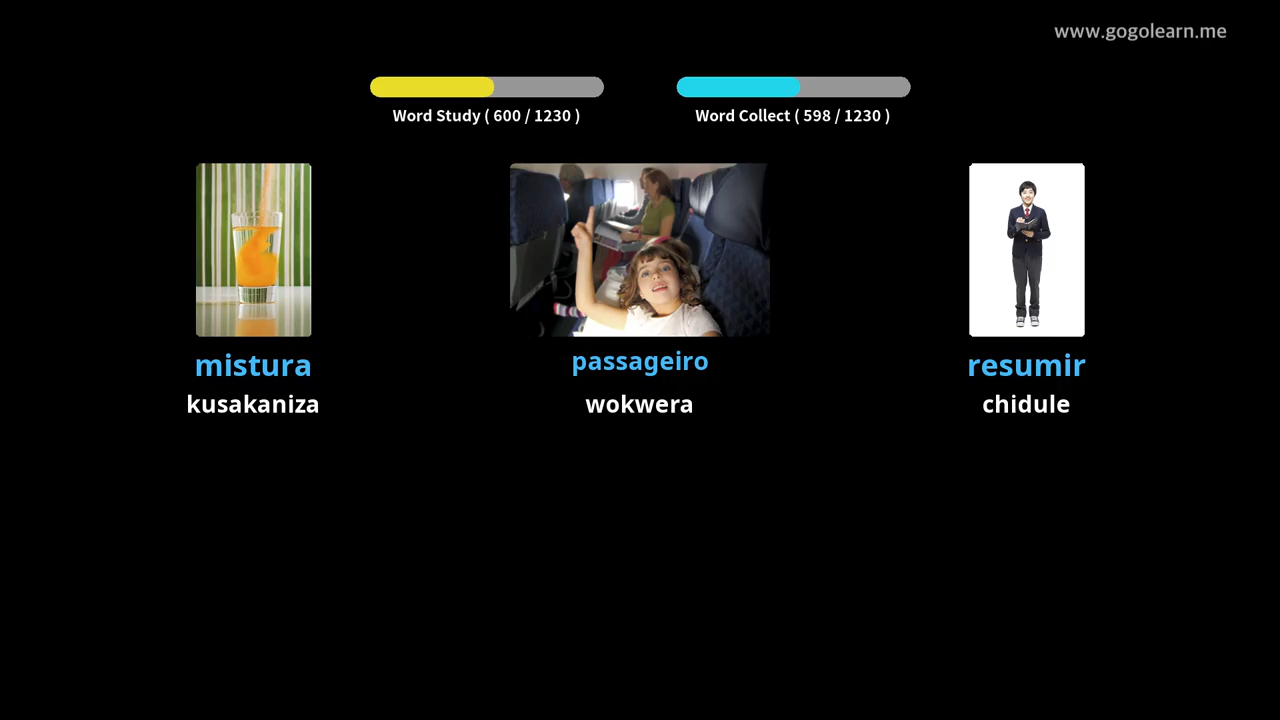 www.gogolearn.me
Word Study ( 600 / 1230 )
Word Collect ( 598 / 1230 )
mistura
passageiro
resumir
kusakaniza
wokwera
chidule